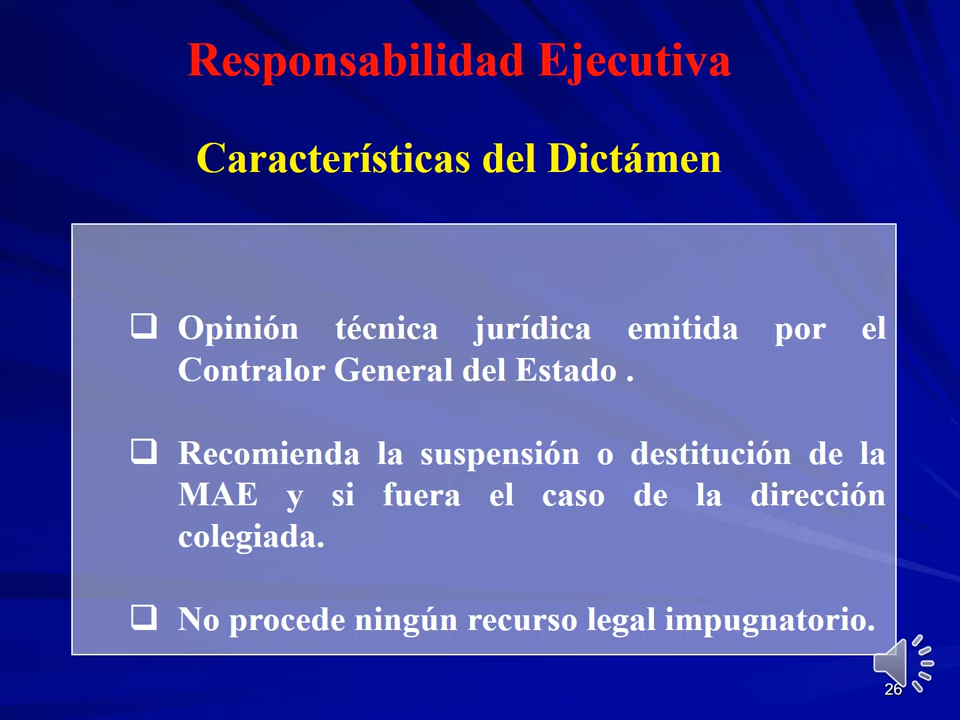 Responsabilidad Ejecutiva
Características del Dictámen
❑ Opinión técnica jurídica emitida por el
Contralor General del Estado .
❑ Recomienda la suspensión o destitución de la
MAE y si fuera el caso de la dirección
colegiada.
❑ No procede ningún recurso legal impugnatorio.
26